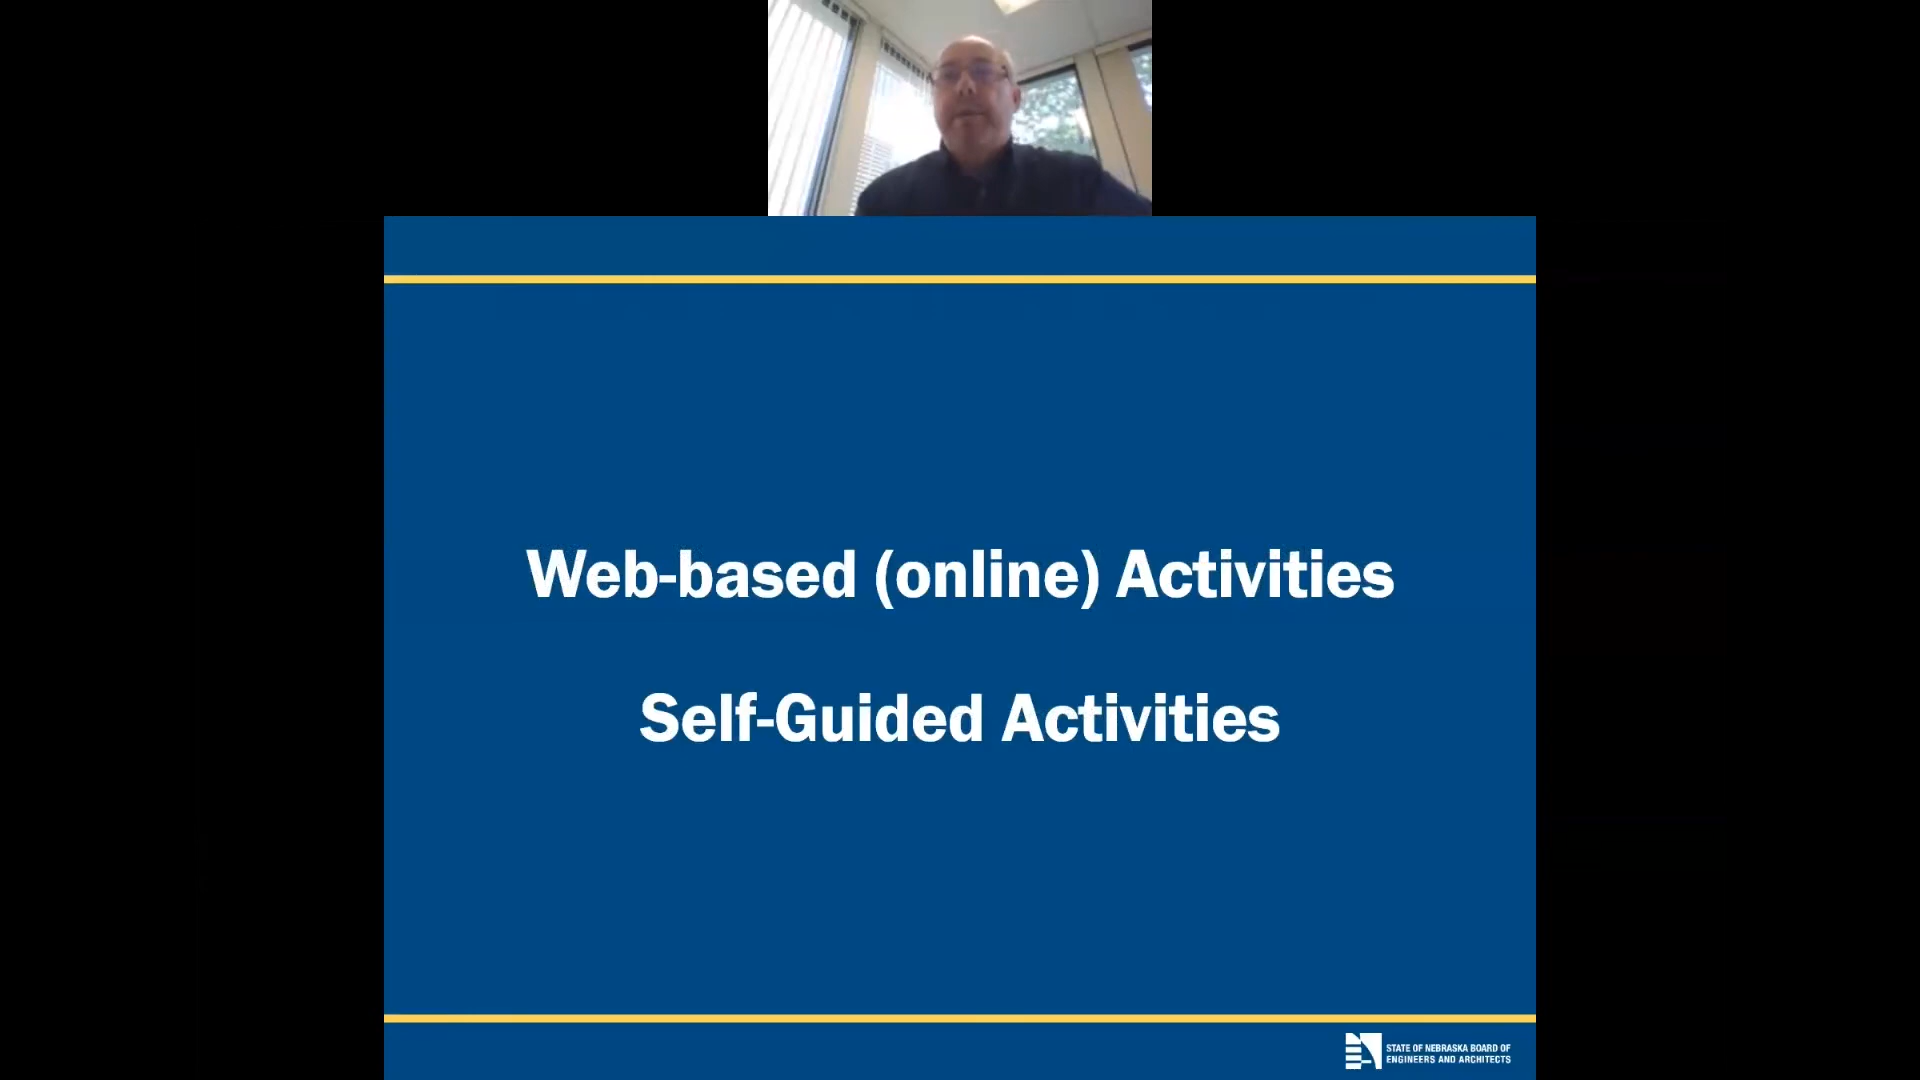 Web-based (online) Activities
Self-Guided Activities
STATE OF NEBRASKA BOARD OF
ENGINEERS AND ARCHITECTS